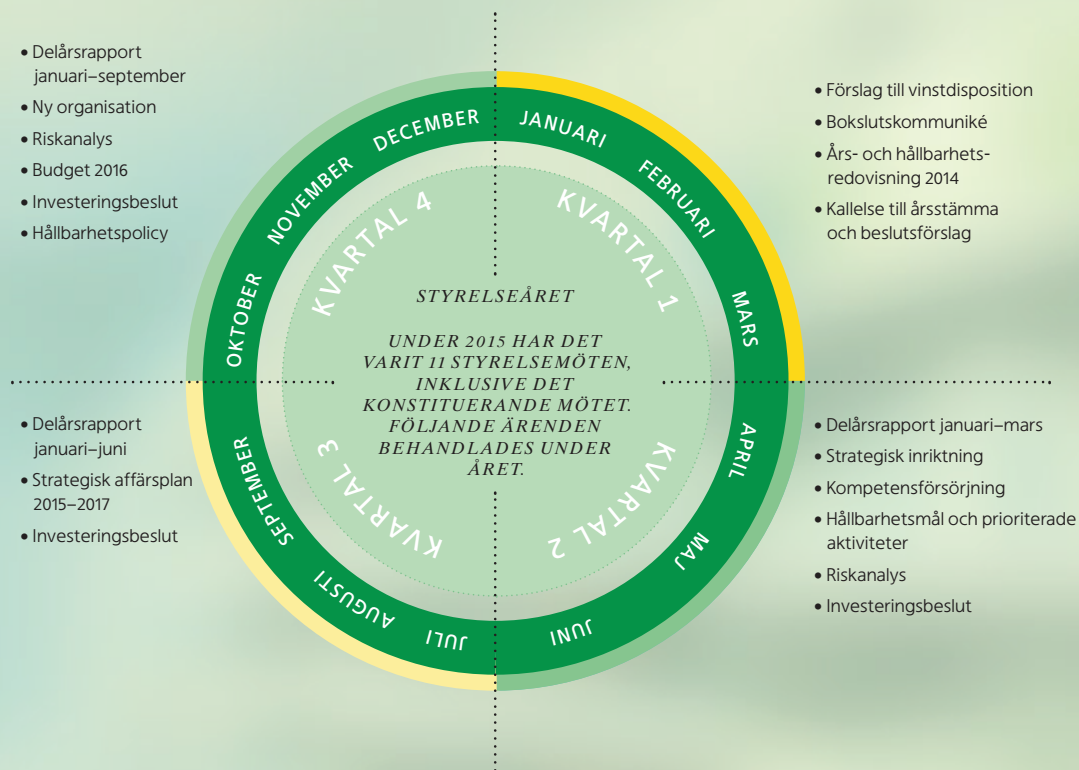 • Delårsrapport
januari–september
• Ny organisation
• Riskanalys
• Budget 2016
• Investeringsbeslut
• Hållbarhetspolicy
• Förslag till vinstdisposition
• Bokslutskommuniké
• Års- och hållbarhets-
redovisning 2014
• Kallelse till årsstämma
och beslutsförslag
JANUARI
FEBRUARI
MARS
APRIL
MAJ
JUNI
JULI
AUGUSTI
SEPTEMBER
OKTOBER
NOVEMBER
DECEMBER
KVARTAL 1
KVARTAL 2
KVARTAL 3
KVARTAL 4
STYRELSEÅRET
UNDER 2015 HAR DET
VARIT 11 STYRELSEMÖTEN,
INKLUSIVE DET
KONSTITUERANDE MÖTET.
FÖLJANDE ÄRENDEN
BEHANDLADES UNDER
ÅRET.
• Delårsrapport
januari–juni
• Strategisk affärsplan
2015–2017
• Investeringsbeslut
• Delårsrapport januari–mars
• Strategisk inriktning
• Kompetensförsörjning
• Hållbarhetsmål och prioriterade
aktiviteter
• Riskanalys
• Investeringsbeslut